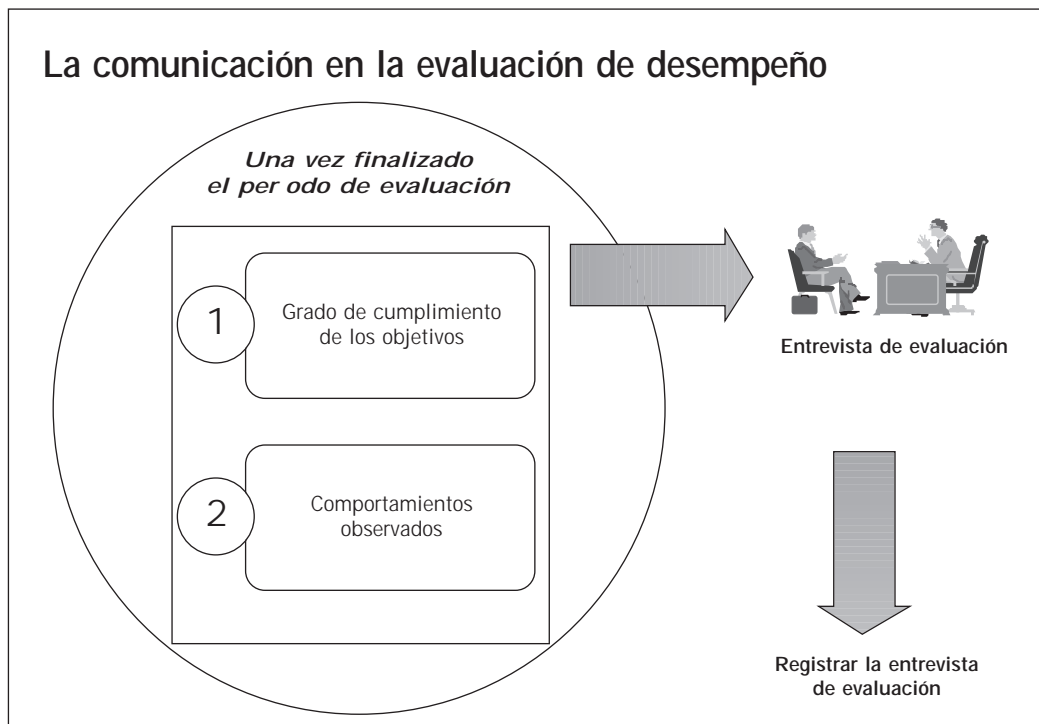 La comunicación en la evaluación de desempeño
Una vez finalizado
el per odo de evaluación
1
Grado de cumplimiento
de los objetivos
2
Comportamientos
observados
Entrevista de evaluación
Registrar la entrevista
de evaluación